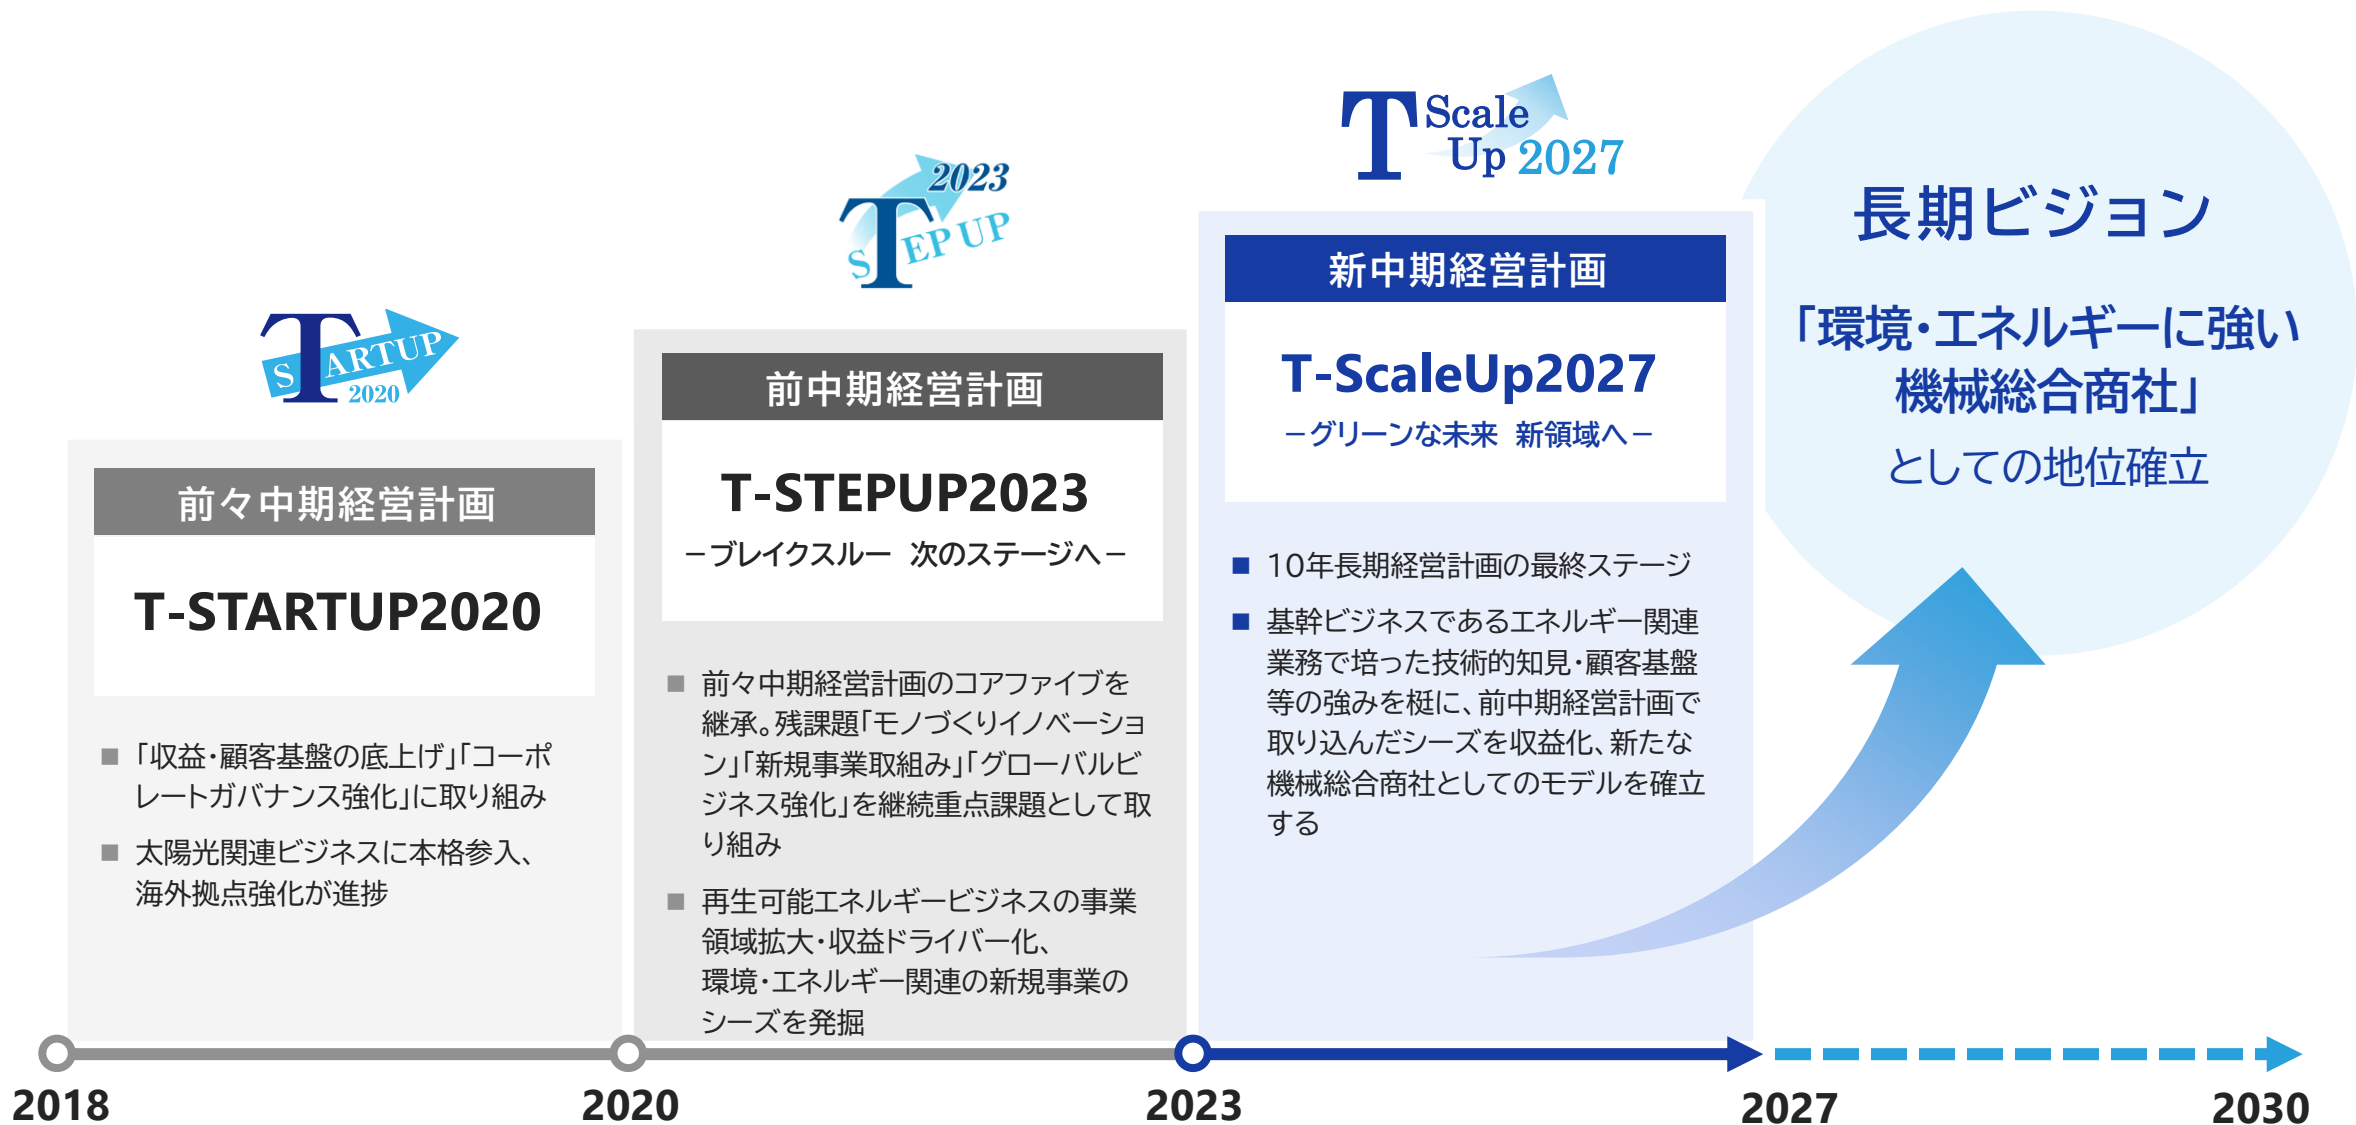 T STARTUP
2020
前々中期経営計画
T-STARTUP2020
■ 「収益・顧客基盤の底上げ」「コーポ
レートガバナンス強化」に取り組み
■ 太陽光関連ビジネスに本格参入、
海外拠点強化が進捗
2023
T STEP UP
前中期経営計画
T-STEPUP2023
－ブレイクスルー 次のステージへ－
■ 前々中期経営計画のコアファイブを
継承。残課題「モノづくりイノベーショ
ン」「新規事業取組み」「グローバルビ
ジネス強化」を継続重点課題として取
り組み
■ 再生可能エネルギービジネスの事業
領域拡大・収益ドライバー化、
環境・エネルギー関連の新規事業の
シーズを発掘
T Scale
Up 2027
新中期経営計画
T-ScaleUp2027
－グリーンな未来 新領域へ－
■ 10年長期経営計画の最終ステージ
■ 基幹ビジネスであるエネルギー関連
業務で培った技術的知見・顧客基盤
等の強みを梃に、前中期経営計画で
取り込んだシーズを収益化、新たな
機械総合商社としてのモデルを確立
する
長期ビジョン
「環境・エネルギーに強い
機械総合商社」
としての地位確立
2018
2020
2023
2027
2030